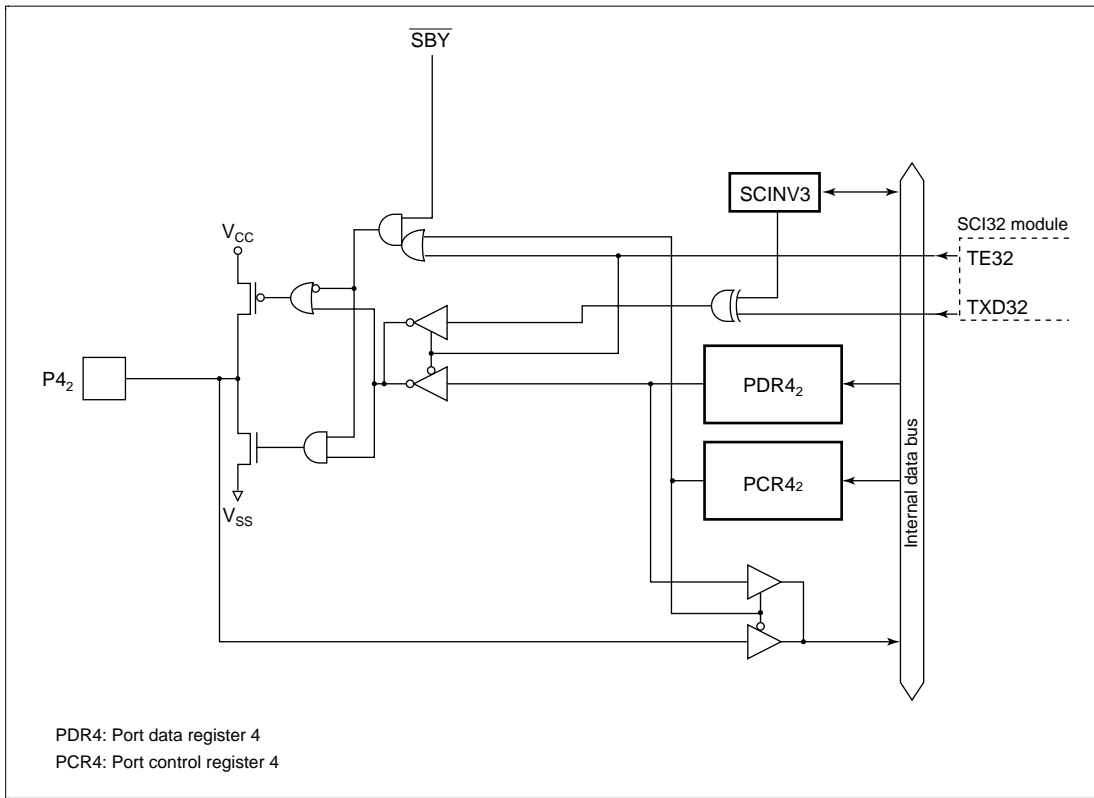 SBY
SCINV3
SCI32 module
VCC
TE32
TXD32
P42
PDR42
PCR42
VSS
Internal data bus
PDR4: Port data register 4
PCR4: Port control register 4